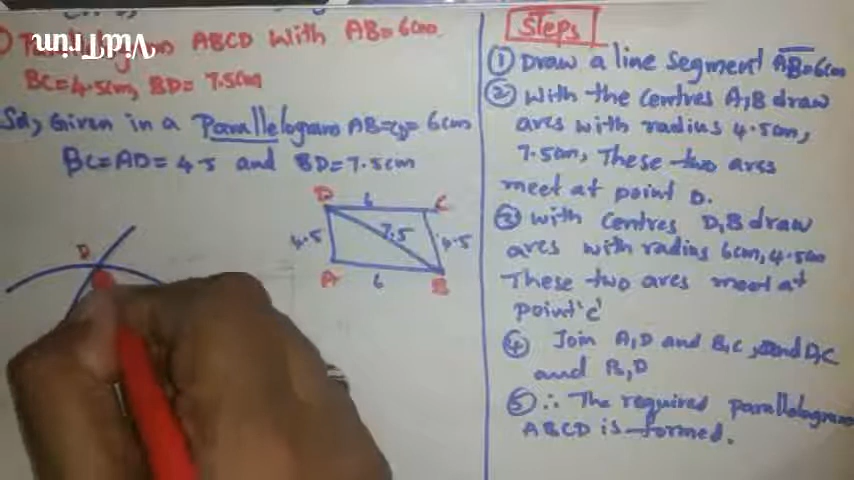 ABCD with AB=6cm
BC=4.5cm, BD= 7.5cm
Sol, Given in a Parallelogram AB=CD=6cm
BC=AD=4.5 and BD=7.5cm
D 6 C
4.5 7.5 4.5
A 6 B
D
Steps
① Draw a line segment AB=6cm
② With the centres A,B draw
arcs with radius 4.5cm,
7.5cm, These two arcs
meet at point D.
③ With centres D,B draw
arcs with radius 6cm, 4.5cm
These two arcs meet at
point 'c'
④ Join A,D and B,C, and D,C
and B,D
⑤ ∴ The required parallelogram
ABCD is formed.
VidTrim